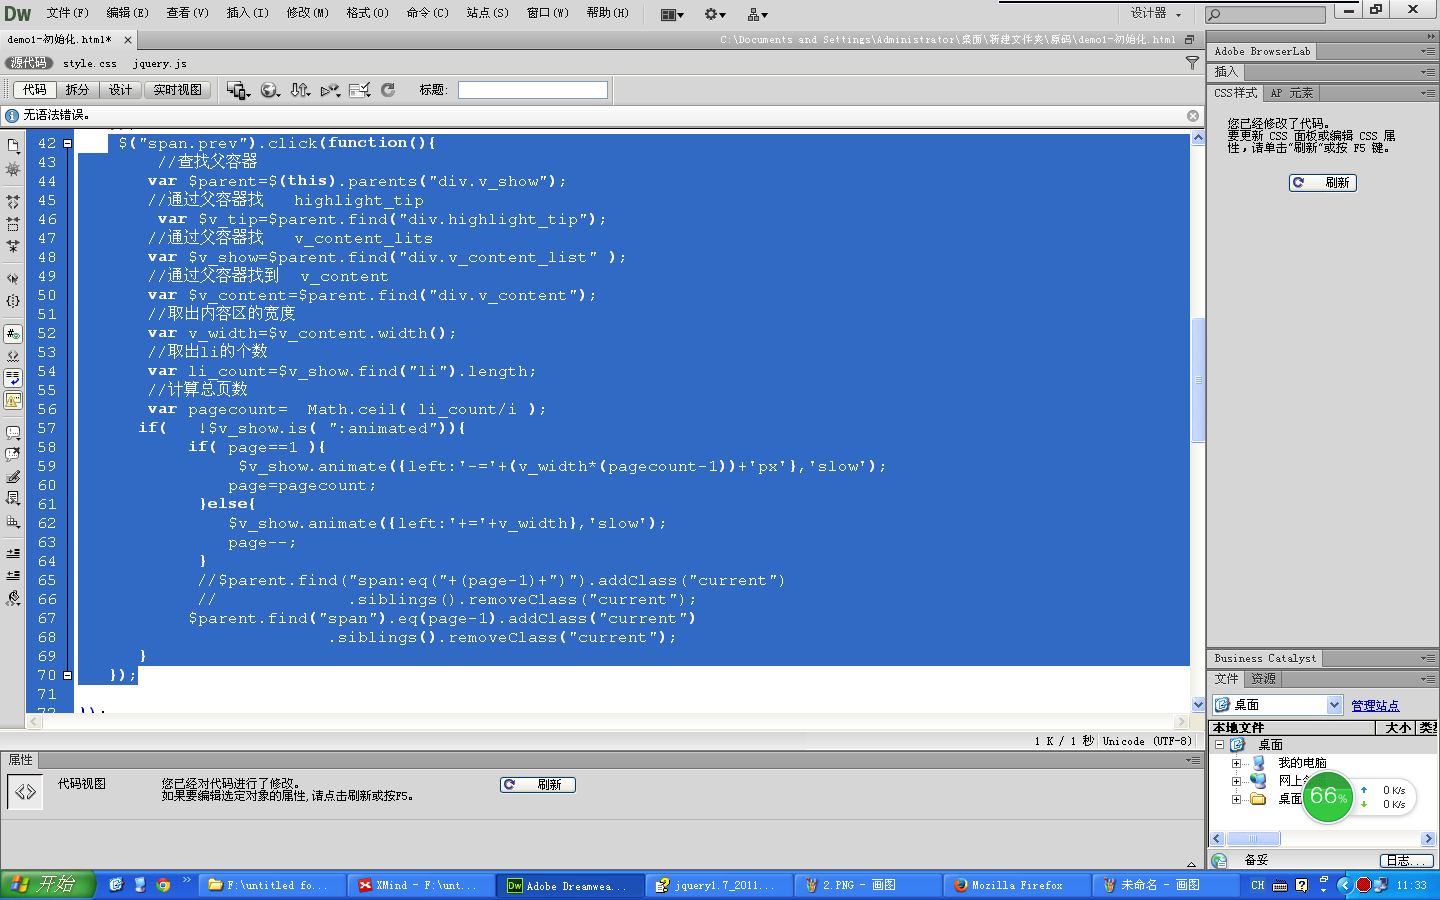 Dw 文件(F) 编辑(E) 查看(V) 插入(I) 修改(M) 格式(O) 命令(C) 站点(S) 窗口(W) 帮助(H) 设计器
demo1-初始化.html* × C:\Documents and Settings\Administrator\桌面\新建文件夹\原码\demo1-初始化.html
源代码 style.css jquery.js
代码 拆分 设计 实时视图 标题:
无语法错误。
42 $("span.prev").click(function(){
43 //查找父容器
44 var $parent=$(this).parents("div.v_show");
45 //通过父容器找 highlight_tip
46 var $v_tip=$parent.find("div.highlight_tip");
47 //通过父容器找 v_content_lits
48 var $v_show=$parent.find("div.v_content_list" );
49 //通过父容器找到 v_content
50 var $v_content=$parent.find("div.v_content");
51 //取出内容区的宽度
52 var v_width=$v_content.width();
53 //取出li的个数
54 var li_count=$v_show.find("li").length;
55 //计算总页数
56 var pagecount= Math.ceil( li_count/i );
57 if( !$v_show.is( ":animated")){
58 if( page==1 ){
59 $v_show.animate({left:'-='+(v_width*(pagecount-1))+'px'},'slow');
60 page=pagecount;
61 }else{
62 $v_show.animate({left:'+='+v_width},'slow');
63 page--;
64 }
65 //$parent.find("span:eq("+(page-1)+")").addClass("current")
66 // .siblings().removeClass("current");
67 $parent.find("span").eq(page-1).addClass("current")
68 .siblings().removeClass("current");
69 }
70 });
71
72 });
1 K / 1 秒 Unicode (UTF-8)
属性
代码视图 您已经对代码进行了修改。 刷新
如果要编辑选定对象的属性,请点击刷新或按F5。
Adobe BrowserLab
插入
CSS样式 AP 元素
您已经修改了代码。
要更新 CSS 面板或编辑 CSS 属
性,请单击"刷新"或按 F5 键。
刷新
Business Catalyst
文件 资源
桌面 管理站点
本地文件 大小 类型
桌面
我的电脑
网上
桌面
66% 0 K/s
0 K/s
备妥 日志...
开始 F:\untitled fo... XMind - F:\unt... Adobe Dreamwea... jquery1.7_2011... 2.PNG - 画图 Mozilla Firefox 未命名 - 画图 CH 11:33